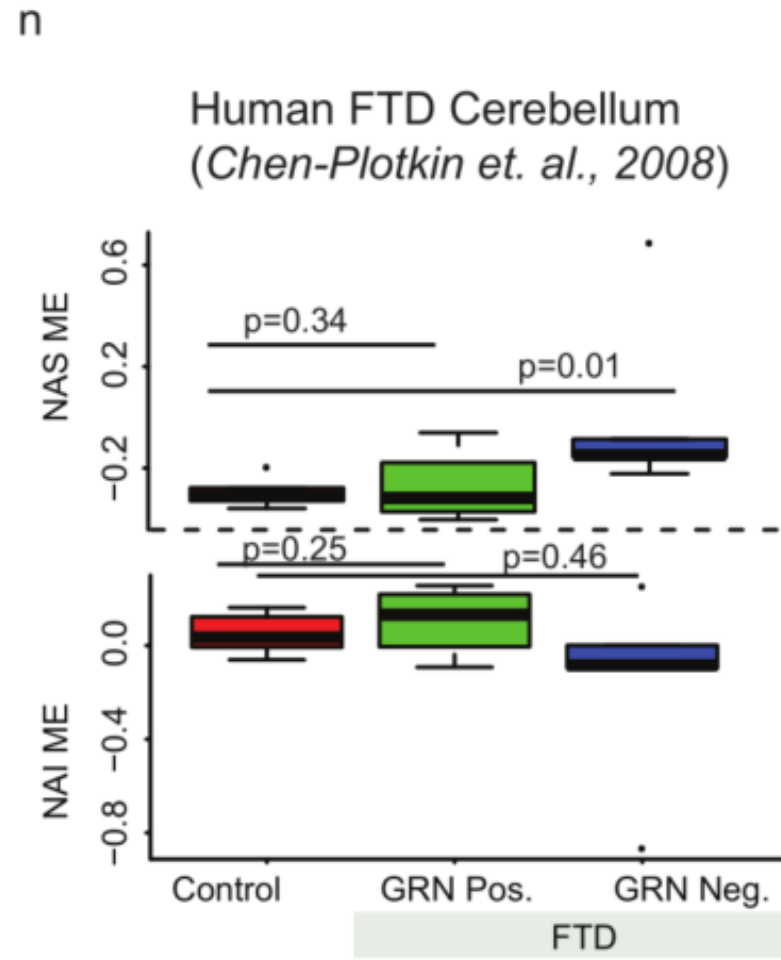 n
Human FTD Cerebellum
(Chen-Plotkin et. al., 2008)
NAS ME
0.6
0.2
−0.2
p=0.34
p=0.01
NAI ME
0.0
−0.4
−0.8
p=0.25
p=0.46
Control
GRN Pos.
GRN Neg.
FTD